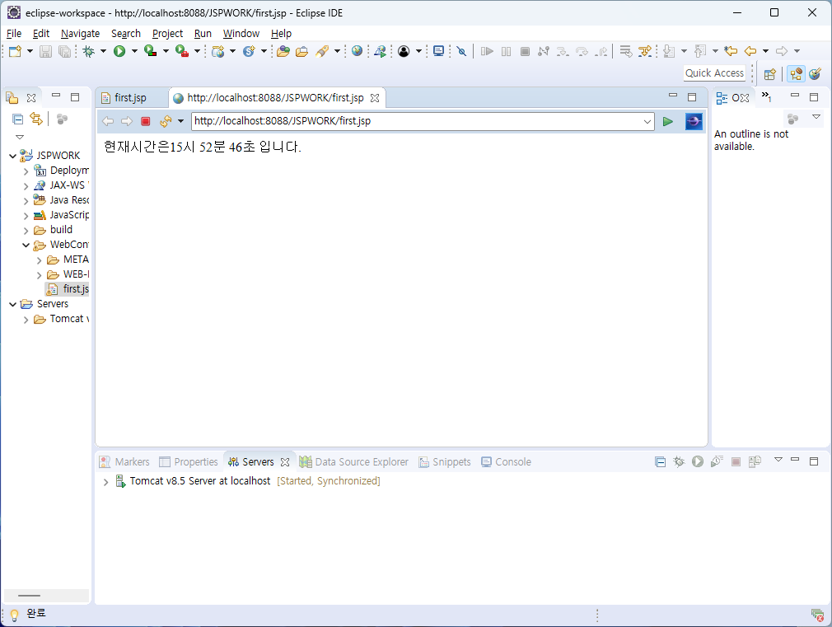 eclipse-workspace - http://localhost:8088/JSPWORK/first.jsp - Eclipse IDE
File Edit Navigate Search Project Run Window Help
Quick Access
first.jsp
http://localhost:8088/JSPWORK/first.jsp
http://localhost:8088/JSPWORK/first.jsp
현재시간은15시 52분 46초 입니다.
JSPWORK
Deploym
JAX-WS
Java Resc
JavaScrip
build
WebCont
META
WEB-I
first.js
Servers
Tomcat v
An outline is not
available.
Markers Properties Servers Data Source Explorer Snippets Console
Tomcat v8.5 Server at localhost [Started, Synchronized]
완료